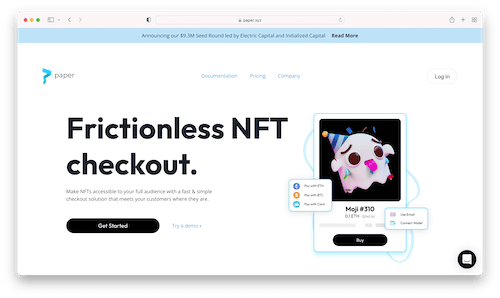 paper.xyz
Announcing our $9.3M Seed Round led by Electric Capital and Initialized Capital Read More
paper
Documentation Pricing Company
Log In
Frictionless NFT
checkout.
Make NFTs accessible to your full audience with a fast & simple
checkout solution that meets your customers where they are.
Get Started
Try a demo
Pay with ETH
Pay with BTC
Pay with Card
Moji #310
0.1 ETH
Use Email
Connect Wallet
Buy